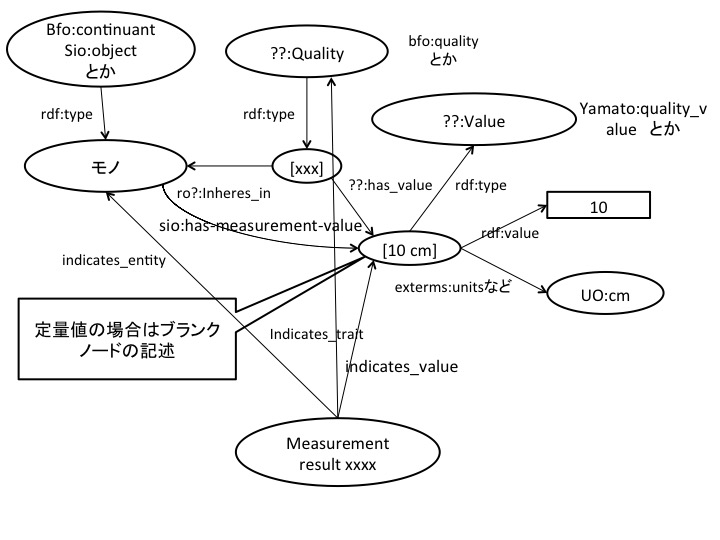 Bfo:continuant
Sio:object
とか
??:Quality
bfo:quality
とか
rdf:type
rdf:type
??:Value
Yamato:quality_v
alue とか
モノ
[xxx]
ro?:Inheres_in
??:has_value
rdf:type
10
sio:has-measurement-value
rdf:value
[10 cm]
indicates_entity
exterms:unitsなど
UO:cm
定量値の場合はブランク
ノードの記述
Indicates_trait
indicates_value
Measurement
result xxxx